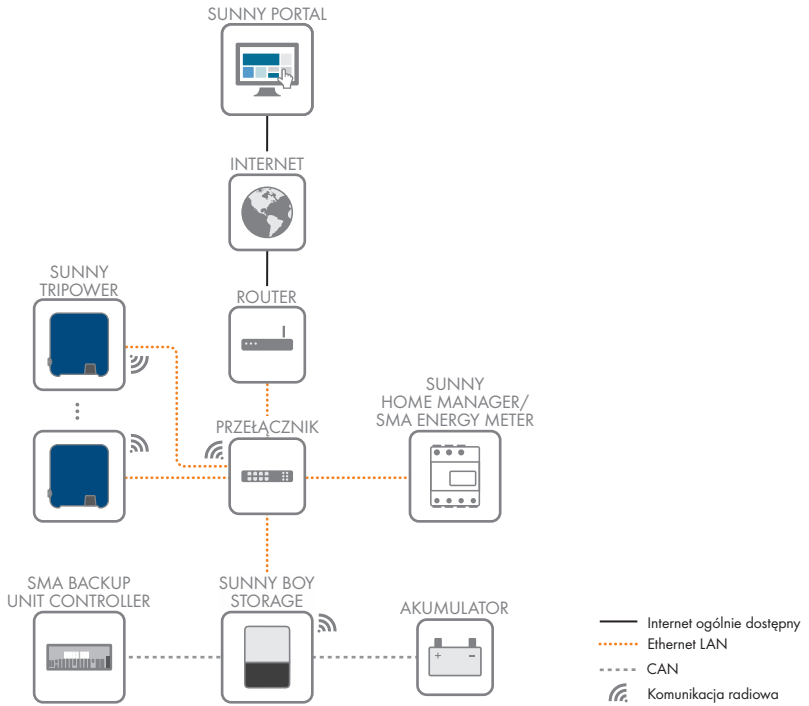 SUNNY PORTAL
INTERNET
SUNNY
TRIPOWER
ROUTER
SUNNY
HOME MANAGER/
SMA ENERGY METER
PRZEŁĄCZNIK
SMA BACKUP
UNIT CONTROLLER
SUNNY BOY
STORAGE
AKUMULATOR
Internet ogólnie dostępny
Ethernet LAN
CAN
Komunikacja radiowa